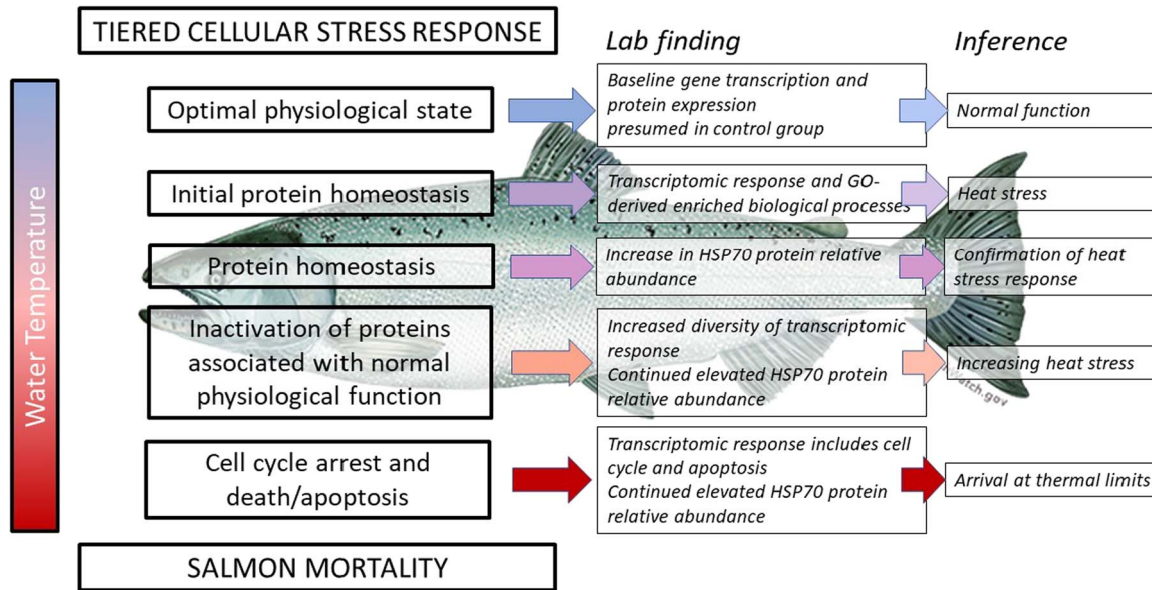 TIERED CELLULAR STRESS RESPONSE
Lab finding
Inference
Water Temperature
Optimal physiological state
Baseline gene transcription and
protein expression
presumed in control group
Normal function
Initial protein homeostasis
Transcriptomic response and GO-
derived enriched biological processes
Heat stress
Protein homeostasis
Increase in HSP70 protein relative
abundance
Confirmation of heat
stress response
Inactivation of proteins
associated with normal
physiological function
Increased diversity of transcriptomic
response
Continued elevated HSP70 protein
relative abundance
Increasing heat stress
Watch.gov
Cell cycle arrest and
death/apoptosis
Transcriptomic response includes cell
cycle and apoptosis
Continued elevated HSP70 protein
relative abundance
Arrival at thermal limits
SALMON MORTALITY